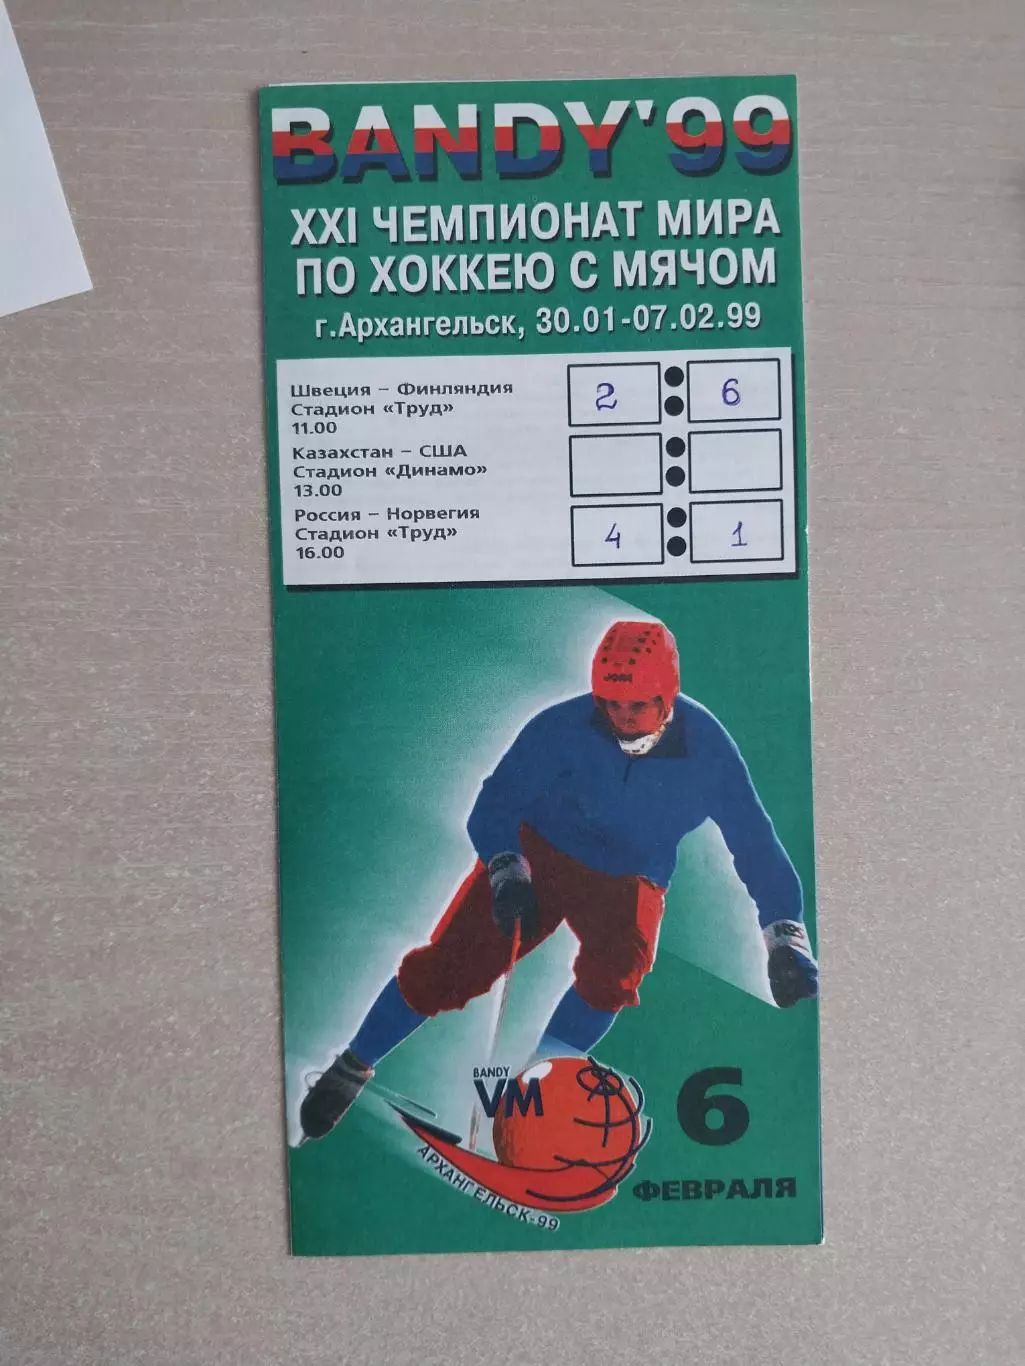 BANDY'99
XXI ЧЕМПИОНАТ МИРА
ПО ХОККЕЮ С МЯЧОМ
г.Архангельск, 30.01-07.02.99
Швеция – Финляндия
Стадион «Труд»
11.00
2 : 6
Казахстан – США
Стадион «Динамо»
13.00
:
Россия – Норвегия
Стадион «Труд»
16.00
4 : 1
JOFA
BANDY
VM
АРХАНГЕЛЬСК-99
6
ФЕВРАЛЯ